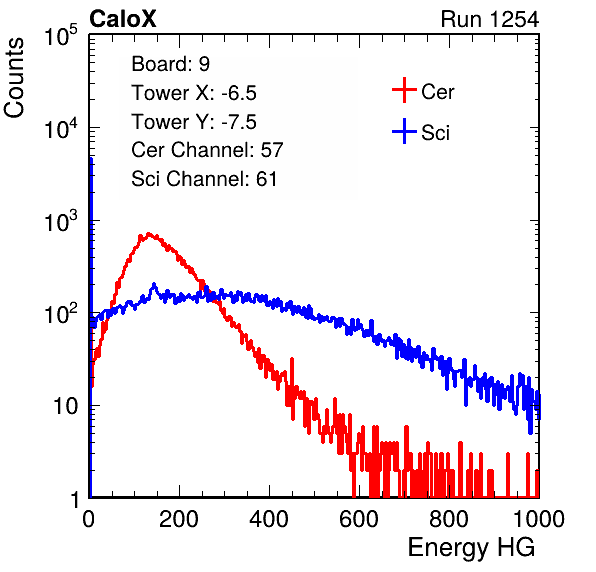 CaloX Run 1254
Counts
10^5
10^4
10^3
10^2
10
1
Board: 9
Tower X: -6.5
Tower Y: -7.5
Cer Channel: 57
Sci Channel: 61
Cer
Sci
0 200 400 600 800 1000
Energy HG